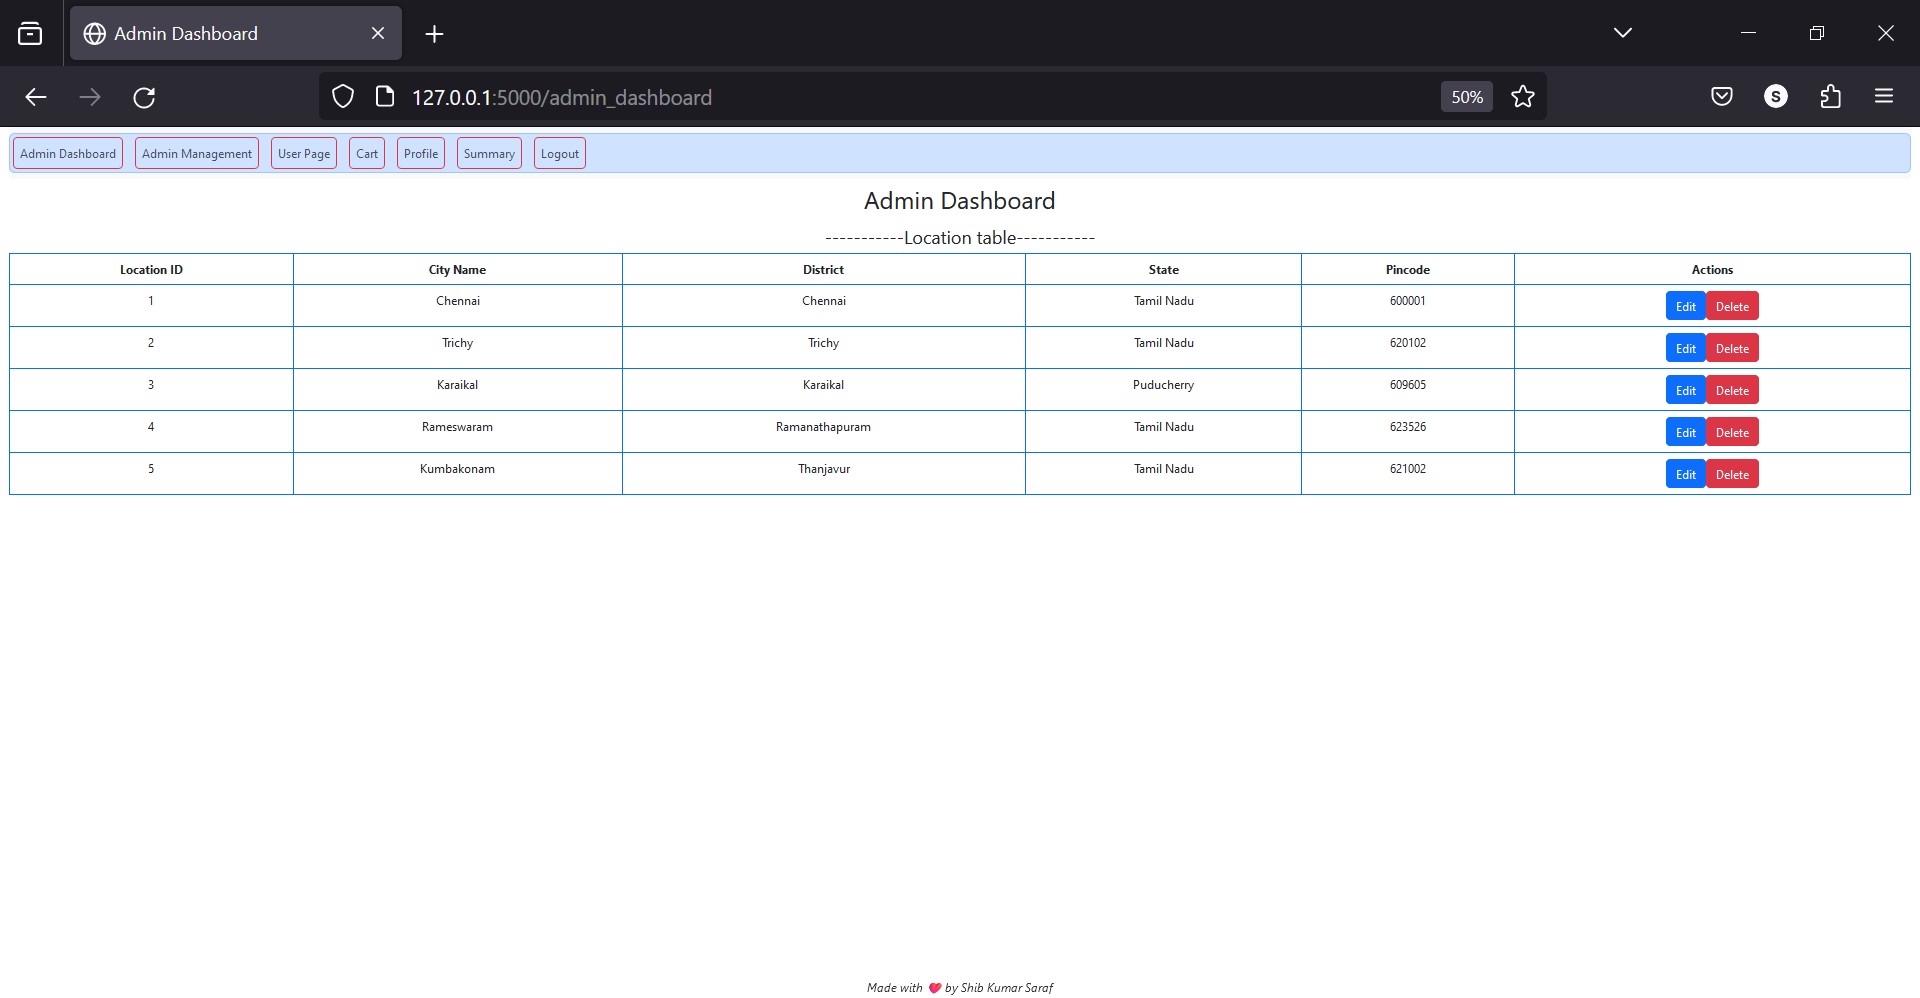 Admin Dashboard
127.0.0.1:5000/admin_dashboard 50% S
Admin Dashboard Admin Management User Page Cart Profile Summary Logout
Admin Dashboard
-----------Location table-----------
Location ID City Name District State Pincode Actions
1 Chennai Chennai Tamil Nadu 600001 Edit Delete
2 Trichy Trichy Tamil Nadu 620102 Edit Delete
3 Karaikal Karaikal Puducherry 609605 Edit Delete
4 Rameswaram Ramanathapuram Tamil Nadu 623526 Edit Delete
5 Kumbakonam Thanjavur Tamil Nadu 621002 Edit Delete
Made with 💗 by Shib Kumar Saraf